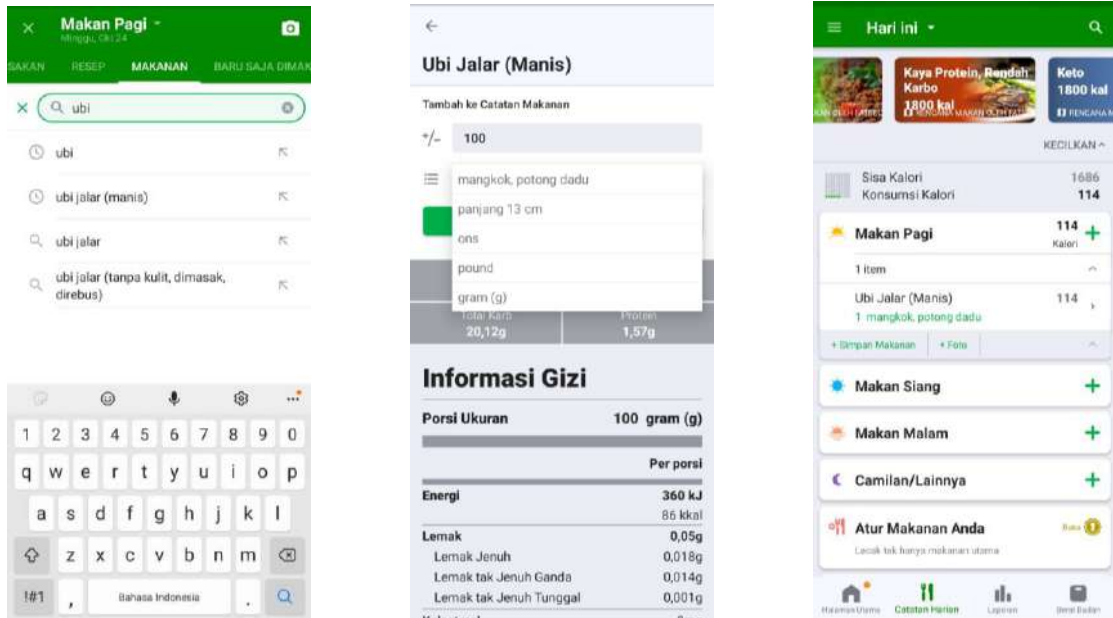 Makan Pagi
Minggu, Okt 24
SAKAN RESEP MAKANAN BARU SAJA DIMAK
ubi
ubi
ubi jalar (manis)
ubi jalar
ubi jalar (tanpa kulit, dimasak,
direbus)
1 2 3 4 5 6 7 8 9 0
q w e r t y u i o p
a s d f g h j k l
z x c v b n m
!#1 , Bahasa Indonesia .
Ubi Jalar (Manis)
Tambah ke Catatan Makanan
+/- 100
mangkok, potong dadu
panjang 13 cm
ons
pound
gram (g)
Total Karb Protein
20,12g 1,57g
Informasi Gizi
Porsi Ukuran 100 gram (g)
Per porsi
Energi 360 kJ
86 kkal
Lemak 0,05g
Lemak Jenuh 0,018g
Lemak tak Jenuh Ganda 0,014g
Lemak tak Jenuh Tunggal 0,001g
Hari ini
Kaya Protein, Rendah
Karbo
1800 kal
Keto
1800 kal
RENCANA M
KECILKAN
Sisa Kalori 1686
Konsumsi Kalori 114
Makan Pagi 114
Kalori
1 item
Ubi Jalar (Manis) 114
1 mangkok, potong dadu
+ Simpan Makanan + Foto
Makan Siang
Makan Malam
Camilan/Lainnya
Atur Makanan Anda Buka
Lacak tak hanya makanan utama
Halaman Utama Catatan Harian Laporan Berat Badan